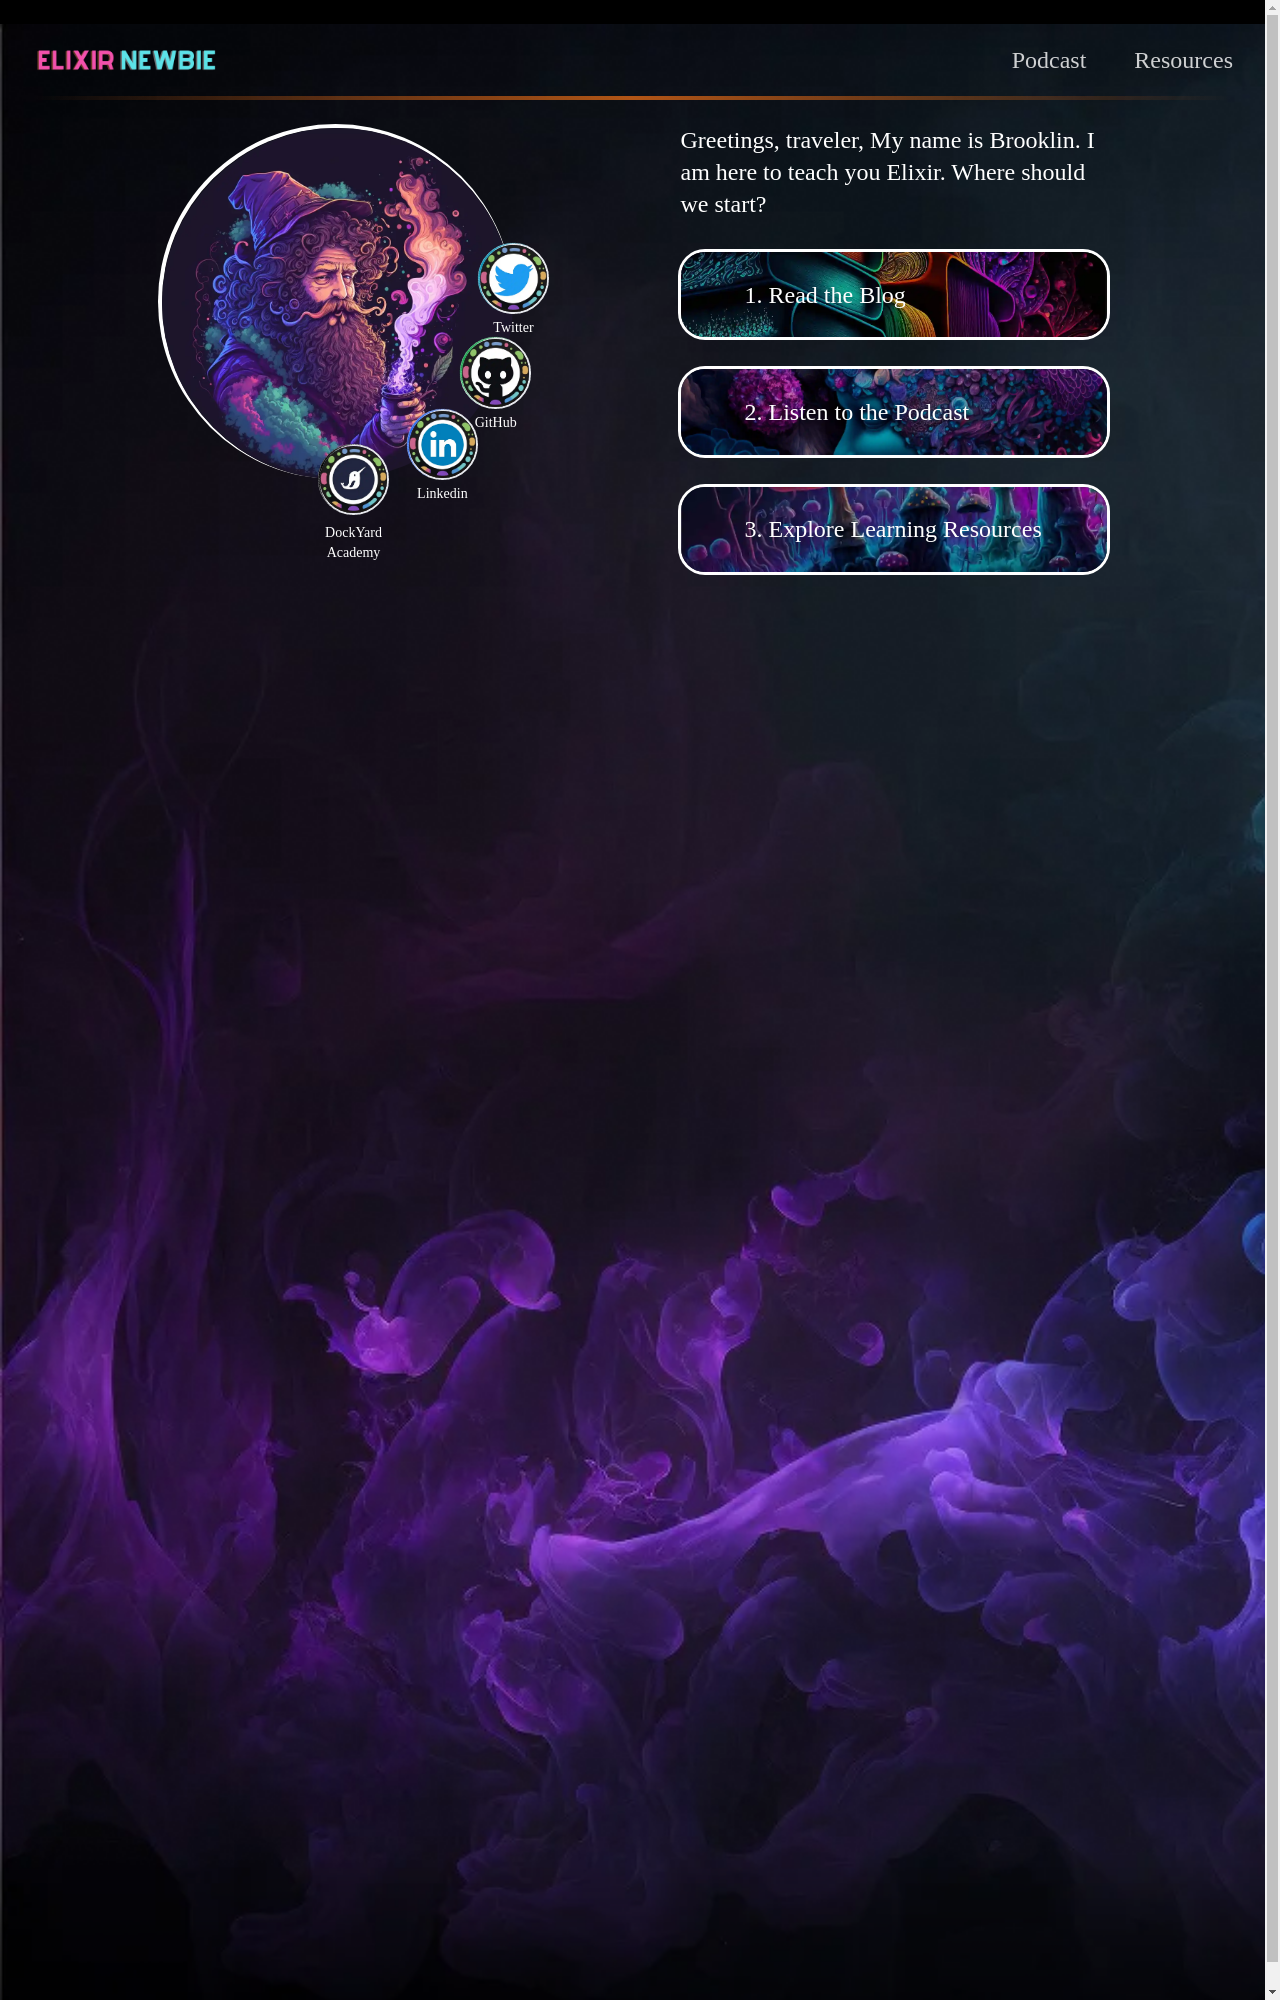 ELIXIR NEWBIE
Podcast
Resources
Greetings, traveler, My name is Brooklin. I
am here to teach you Elixir. Where should
we start?
1. Read the Blog
2. Listen to the Podcast
3. Explore Learning Resources
Twitter
GitHub
in
Linkedin
DockYard
Academy